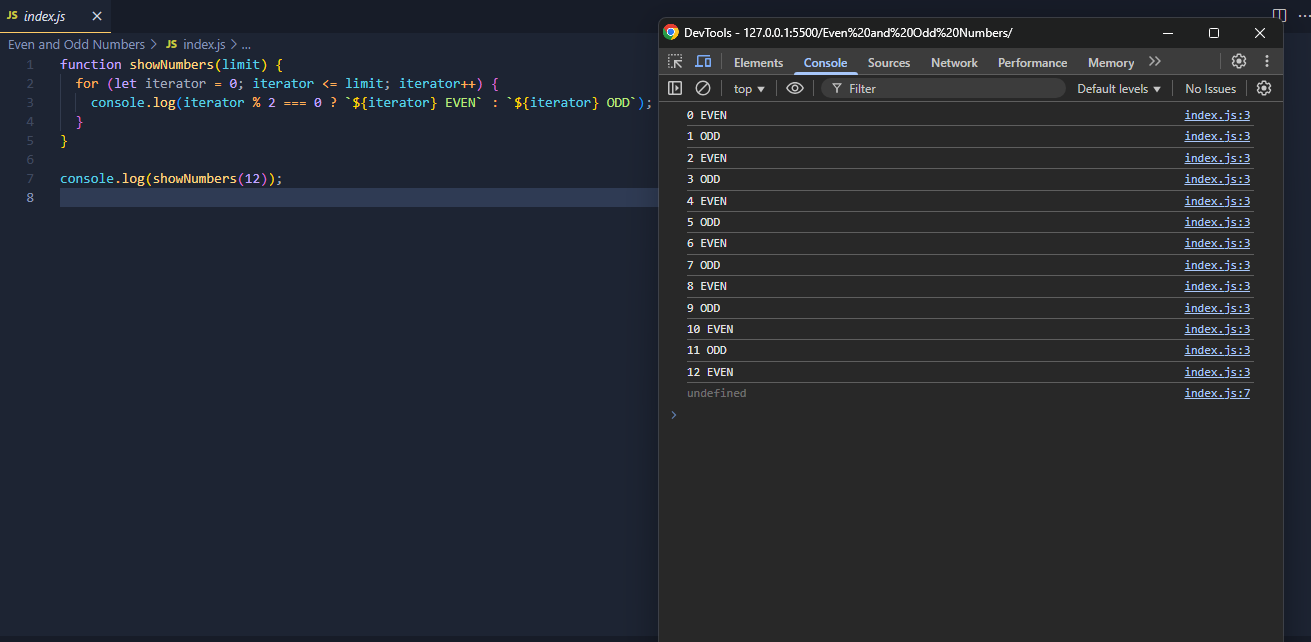 JS index.js
Even and Odd Numbers > JS index.js > ...
1 function showNumbers(limit) {
2   for (let iterator = 0; iterator <= limit; iterator++) {
3     console.log(iterator % 2 === 0 ? `${iterator} EVEN` : `${iterator} ODD`);
4   }
5 }
6
7 console.log(showNumbers(12));
8
DevTools - 127.0.0.1:5500/Even%20and%20Odd%20Numbers/
Elements Console Sources Network Performance Memory
top Filter Default levels No Issues
0 EVEN index.js:3
1 ODD index.js:3
2 EVEN index.js:3
3 ODD index.js:3
4 EVEN index.js:3
5 ODD index.js:3
6 EVEN index.js:3
7 ODD index.js:3
8 EVEN index.js:3
9 ODD index.js:3
10 EVEN index.js:3
11 ODD index.js:3
12 EVEN index.js:3
undefined index.js:7